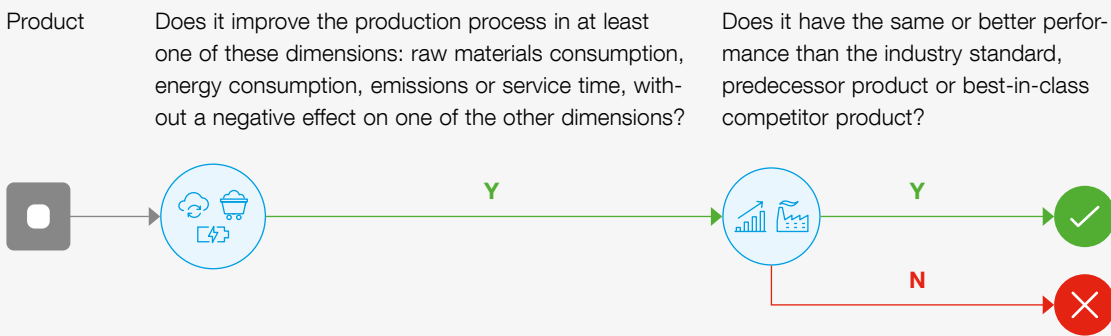 Product
Does it improve the production process in at least
one of these dimensions: raw materials consumption,
energy consumption, emissions or service time, with-
out a negative effect on one of the other dimensions?
Does it have the same or better perfor-
mance than the industry standard,
predecessor product or best-in-class
competitor product?
Y
Y
N